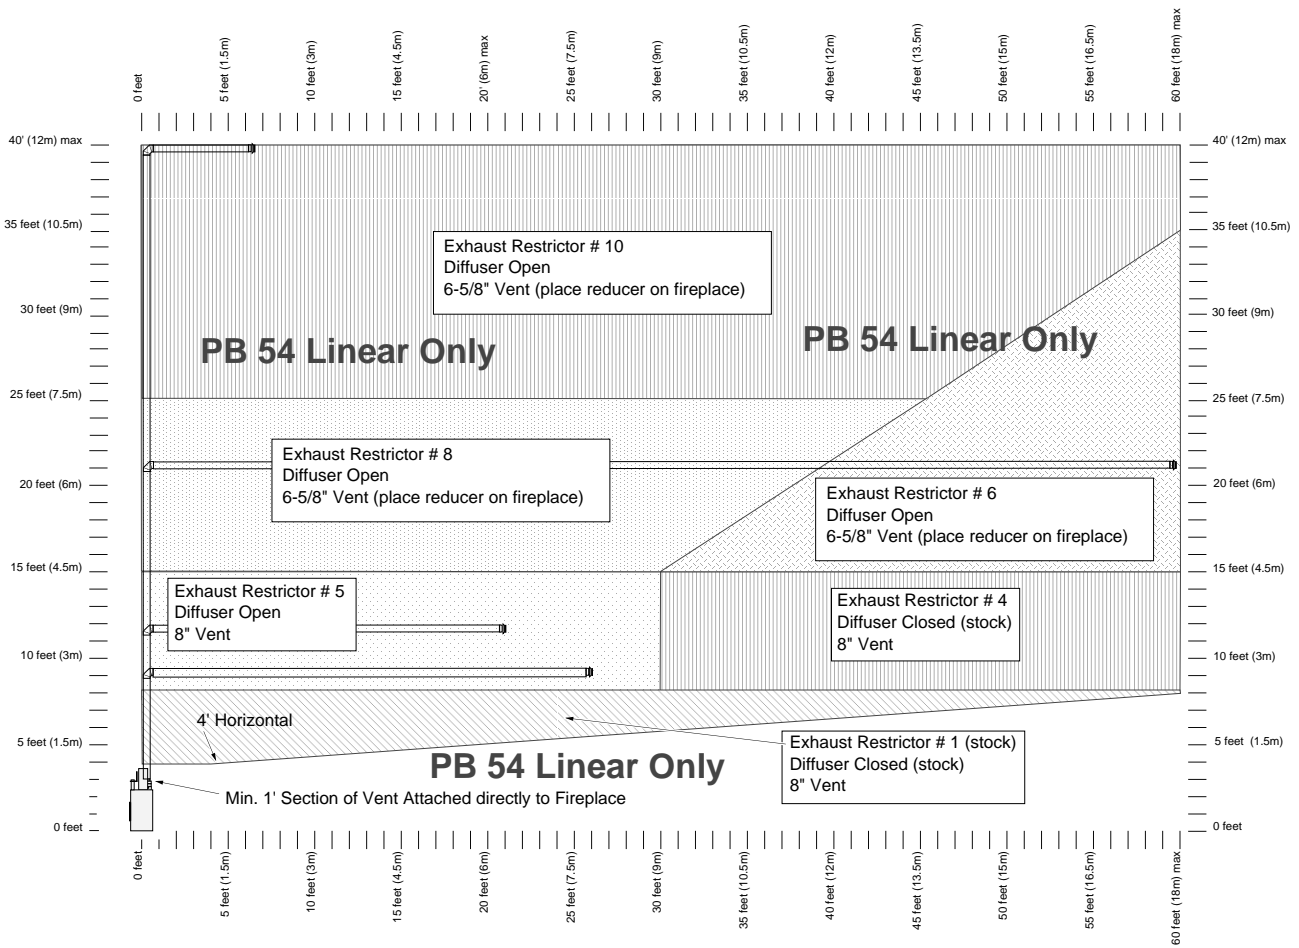 0 feet
5 feet (1.5m)
10 feet (3m)
15 feet (4.5m)
20' (6m) max
25 feet (7.5m)
30 feet (9m)
35 feet (10.5m)
40 feet (12m)
45 feet (13.5m)
50 feet (15m)
55 feet (16.5m)
60 feet (18m) max
40' (12m) max
35 feet (10.5m)
30 feet (9m)
25 feet (7.5m)
20 feet (6m)
15 feet (4.5m)
10 feet (3m)
5 feet (1.5m)
0 feet
Exhaust Restrictor # 10
Diffuser Open
6-5/8" Vent (place reducer on fireplace)
PB 54 Linear Only
PB 54 Linear Only
Exhaust Restrictor # 8
Diffuser Open
6-5/8" Vent (place reducer on fireplace)
Exhaust Restrictor # 6
Diffuser Open
6-5/8" Vent (place reducer on fireplace)
Exhaust Restrictor # 5
Diffuser Open
8" Vent
Exhaust Restrictor # 4
Diffuser Closed (stock)
8" Vent
4' Horizontal
Exhaust Restrictor # 1 (stock)
Diffuser Closed (stock)
8" Vent
PB 54 Linear Only
Min. 1' Section of Vent Attached directly to Fireplace
40' (12m) max
35 feet (10.5m)
30 feet (9m)
25 feet (7.5m)
20 feet (6m)
15 feet (4.5m)
10 feet (3m)
5 feet (1.5m)
0 feet
0 feet
5 feet (1.5m)
10 feet (3m)
15 feet (4.5m)
20 feet (6m)
25 feet (7.5m)
30 feet (9m)
35 feet (10.5m)
40 feet (12m)
45 feet (13.5m)
50 feet (15m)
55 feet (16.5m)
60 feet (18m) max